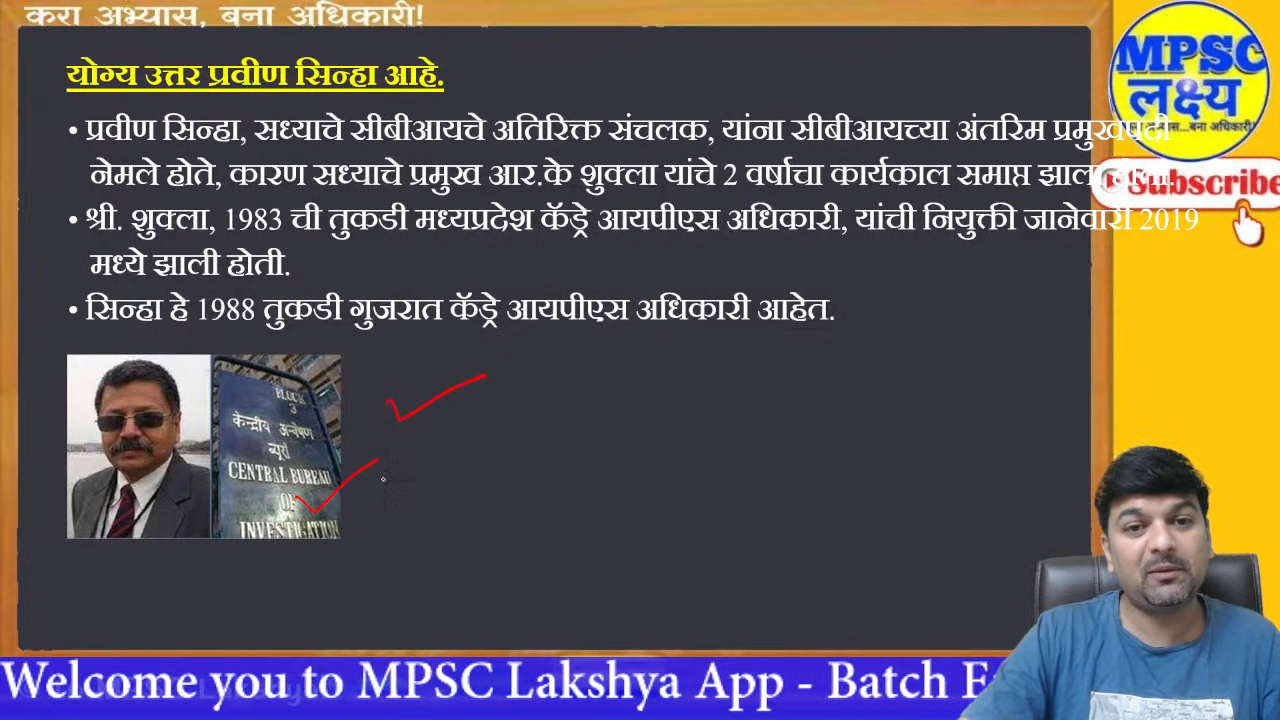 करा अभ्यास, बना अधिकारी!
योग्य उत्तर प्रवीण सिन्हा आहे.
• प्रवीण सिन्हा, सध्याचे सीबीआयचे अतिरिक्त संचलक, यांना सीबीआयच्या अंतरिम प्रमुखपदी
नेमले होते, कारण सध्याचे प्रमुख आर.के शुक्ला यांचे 2 वर्षाचा कार्यकाल समाप्त झाला होता.
• श्री. शुक्ला, 1983 ची तुकडी मध्यप्रदेश कॅड्रे आयपीएस अधिकारी, यांची नियुक्ती जानेवारी 2019
मध्ये झाली होती.
• सिन्हा हे 1988 तुकडी गुजरात कॅड्रे आयपीएस अधिकारी आहेत.
BLOCK
3
केन्द्रीय अन्वेषण
ब्यूरो
CENTRAL BUREAU
OF
INVESTIGATION
MPSC
लक्ष्य
Subscribe
Welcome you to MPSC Lakshya App - Batch